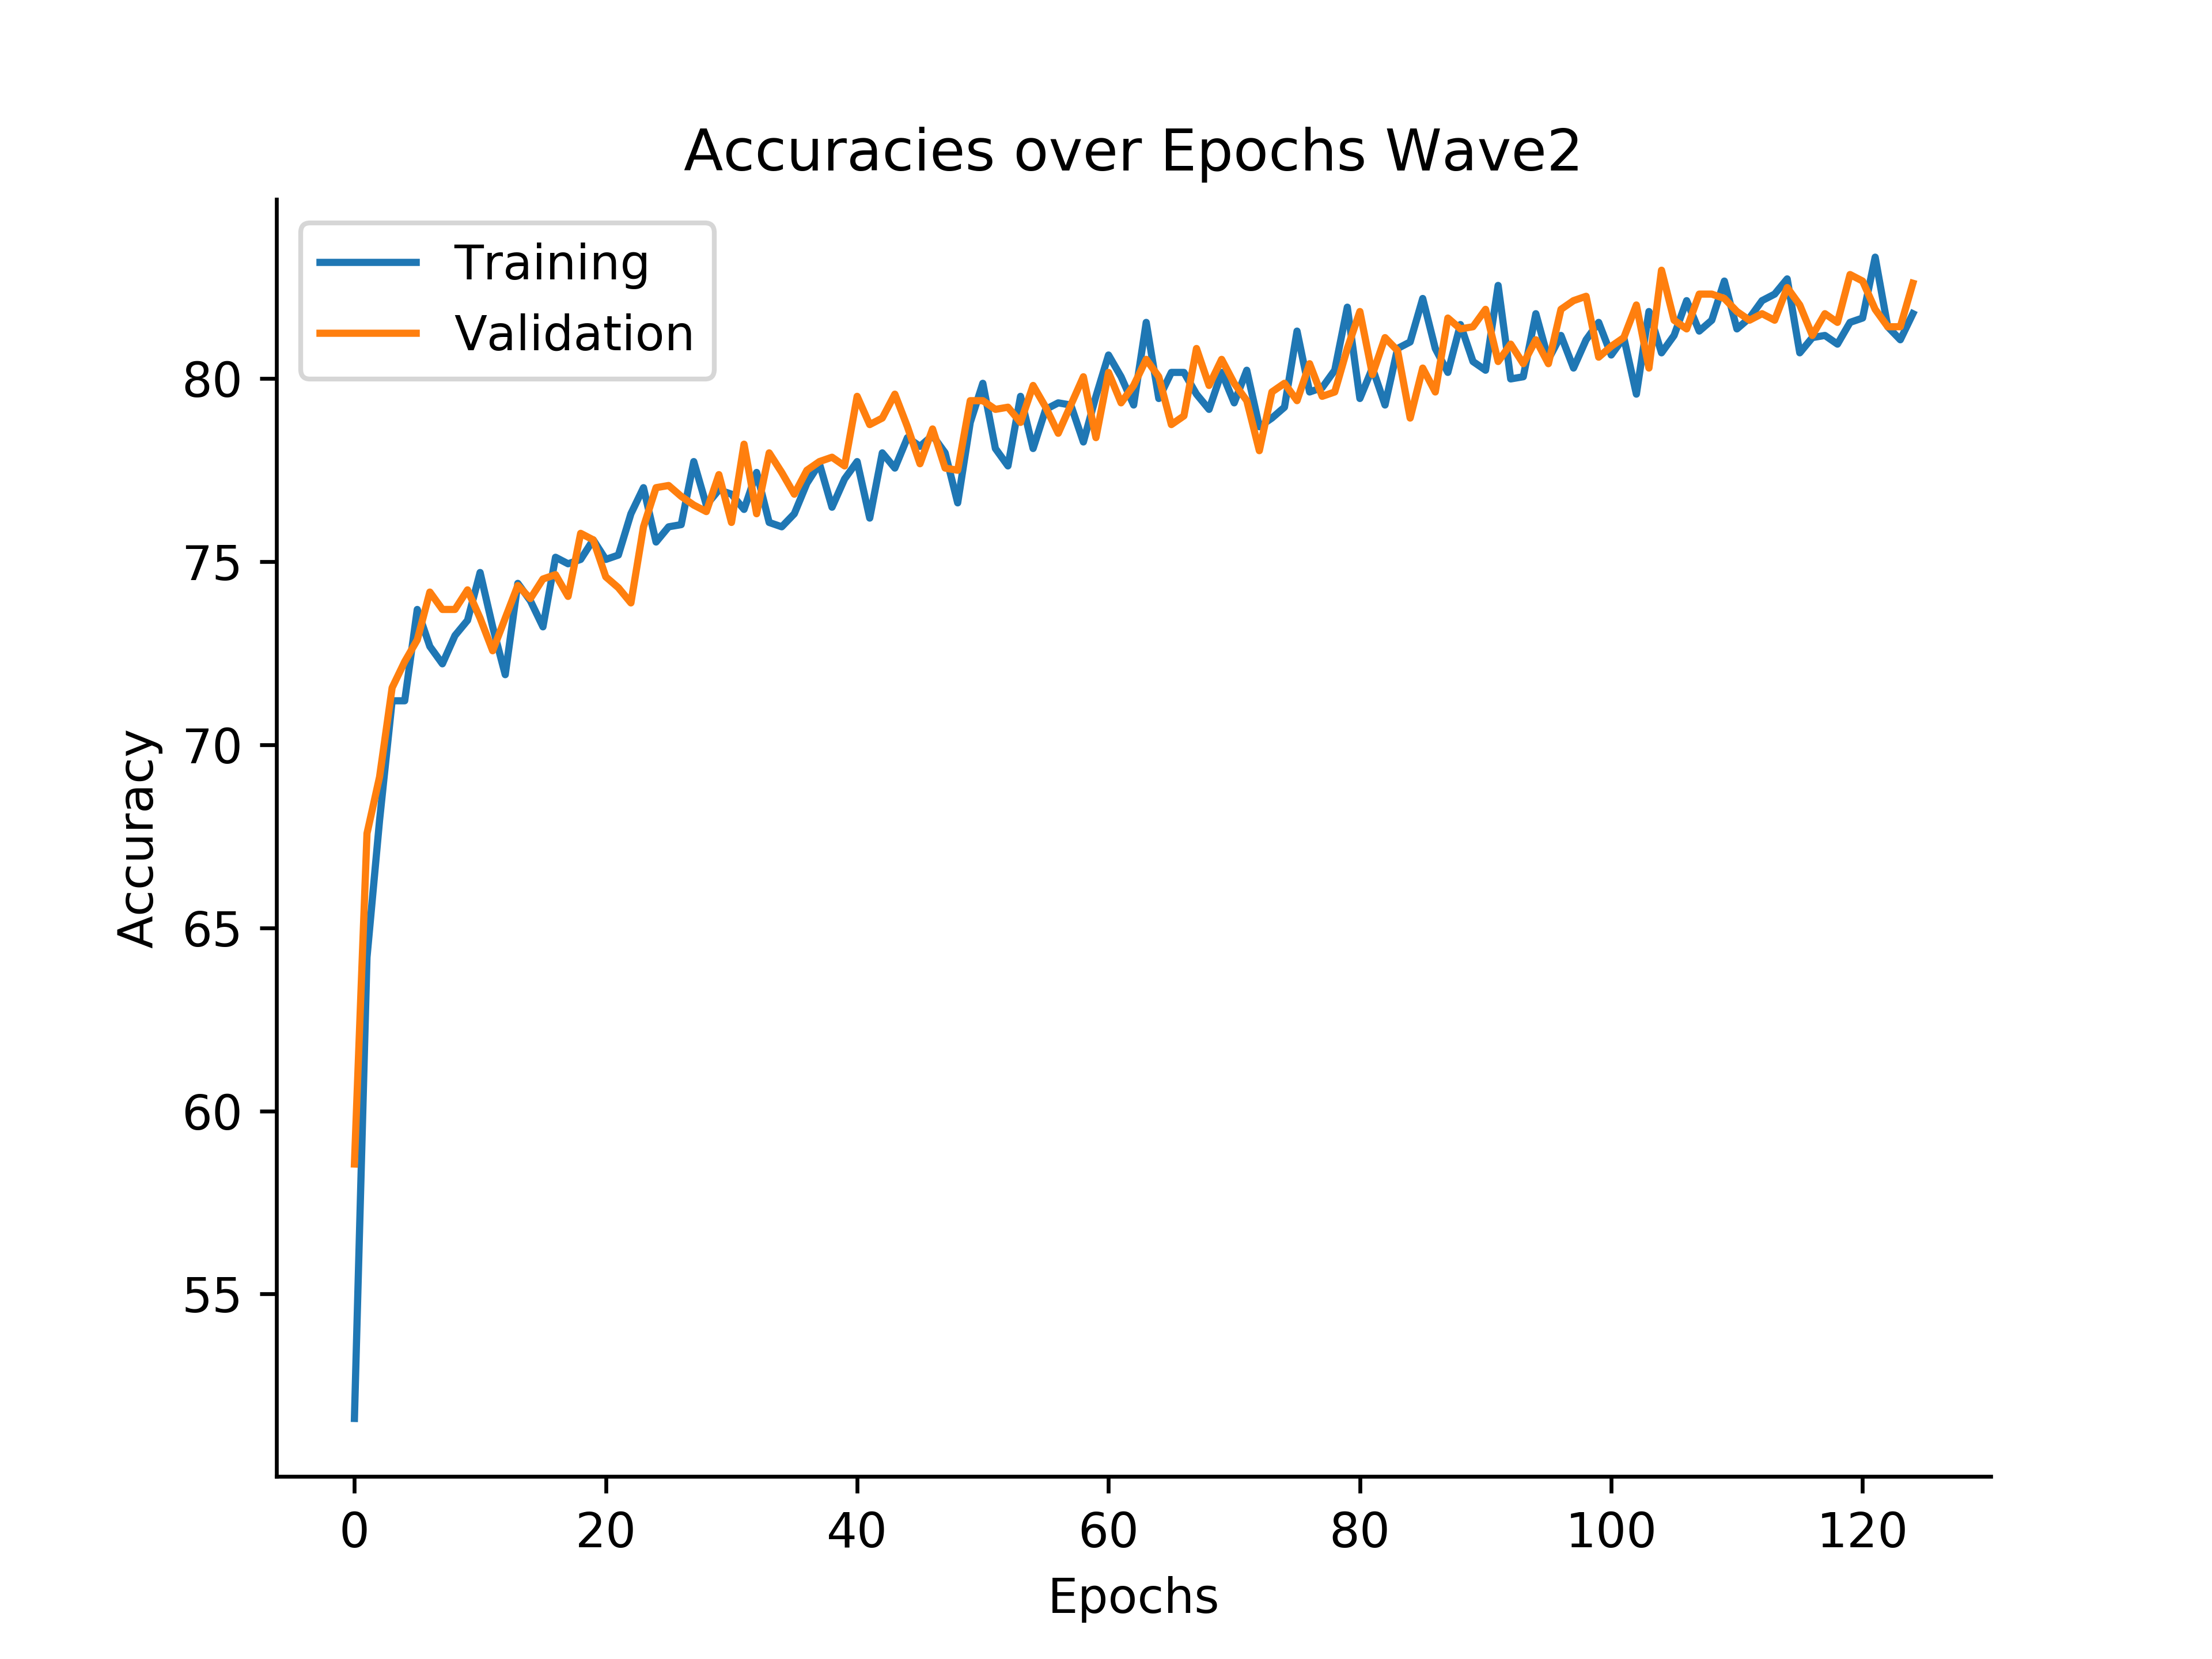 Accuracies over Epochs Wave2
Training
Validation
80
75
70
65
60
55
Accuracy
0 20 40 60 80 100 120
Epochs